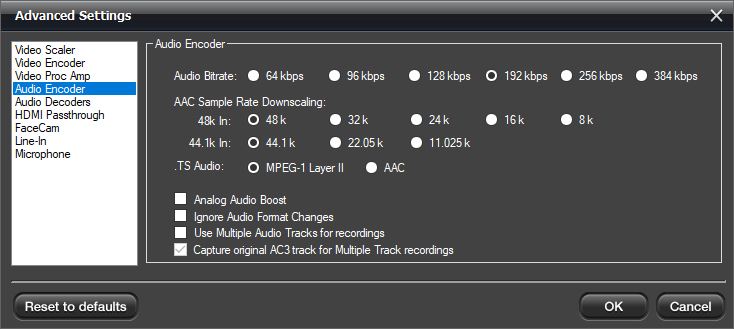 Advanced Settings
Video Scaler
Video Encoder
Video Proc Amp
Audio Encoder
Audio Decoders
HDMI Passthrough
FaceCam
Line-In
Microphone
Audio Encoder
Audio Bitrate: 64 kbps 96 kbps 128 kbps 192 kbps 256 kbps 384 kbps
AAC Sample Rate Downscaling:
48k In: 48 k 32 k 24 k 16 k 8 k
44.1k In: 44.1 k 22.05 k 11.025 k
.TS Audio: MPEG-1 Layer II AAC
Analog Audio Boost
Ignore Audio Format Changes
Use Multiple Audio Tracks for recordings
Capture original AC3 track for Multiple Track recordings
Reset to defaults OK Cancel